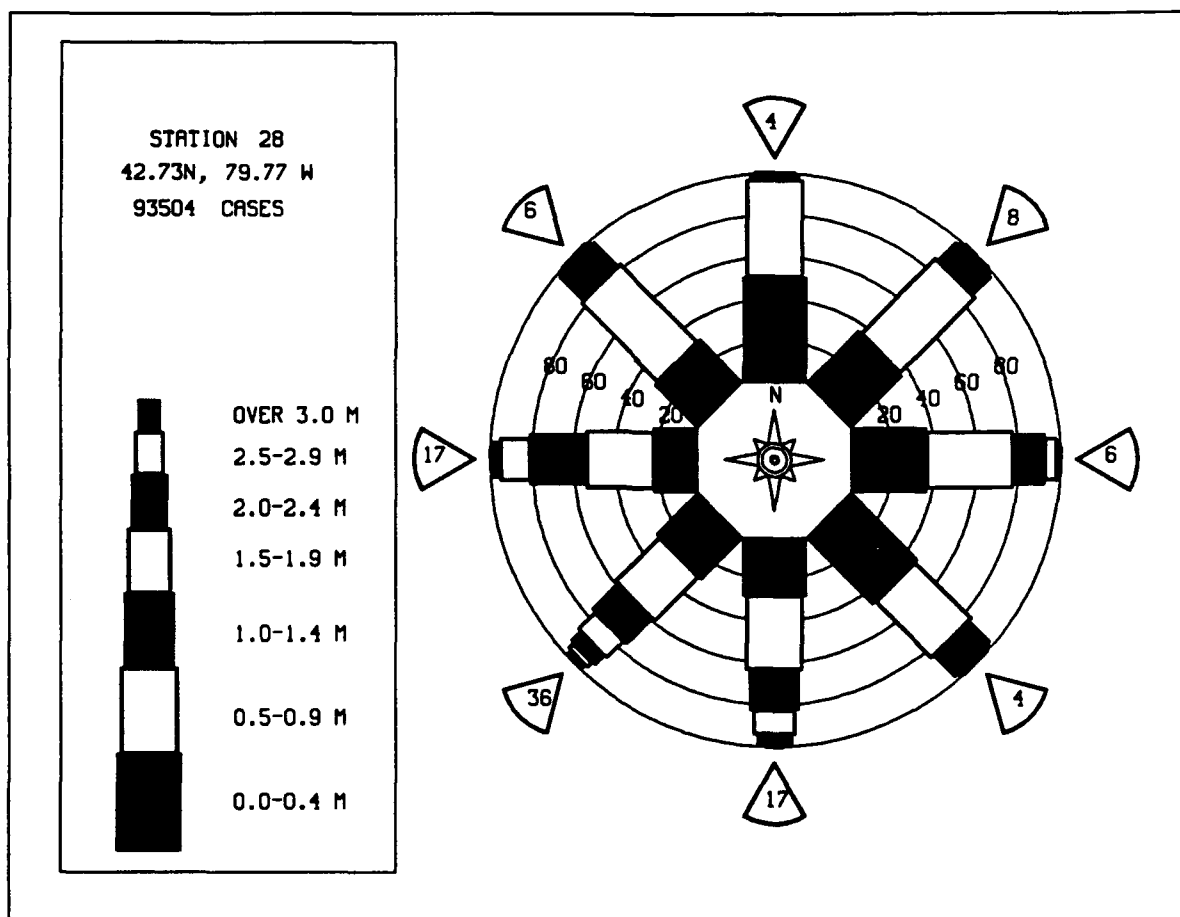 STATION 28
42.73N, 79.77 W
93504 CASES
OVER 3.0 M
2.5-2.9 M
2.0-2.4 M
1.5-1.9 M
1.0-1.4 M
0.5-0.9 M
0.0-0.4 M
4
6
8
80
60
40
20
N
20
40
60
80
17
6
36
4
17